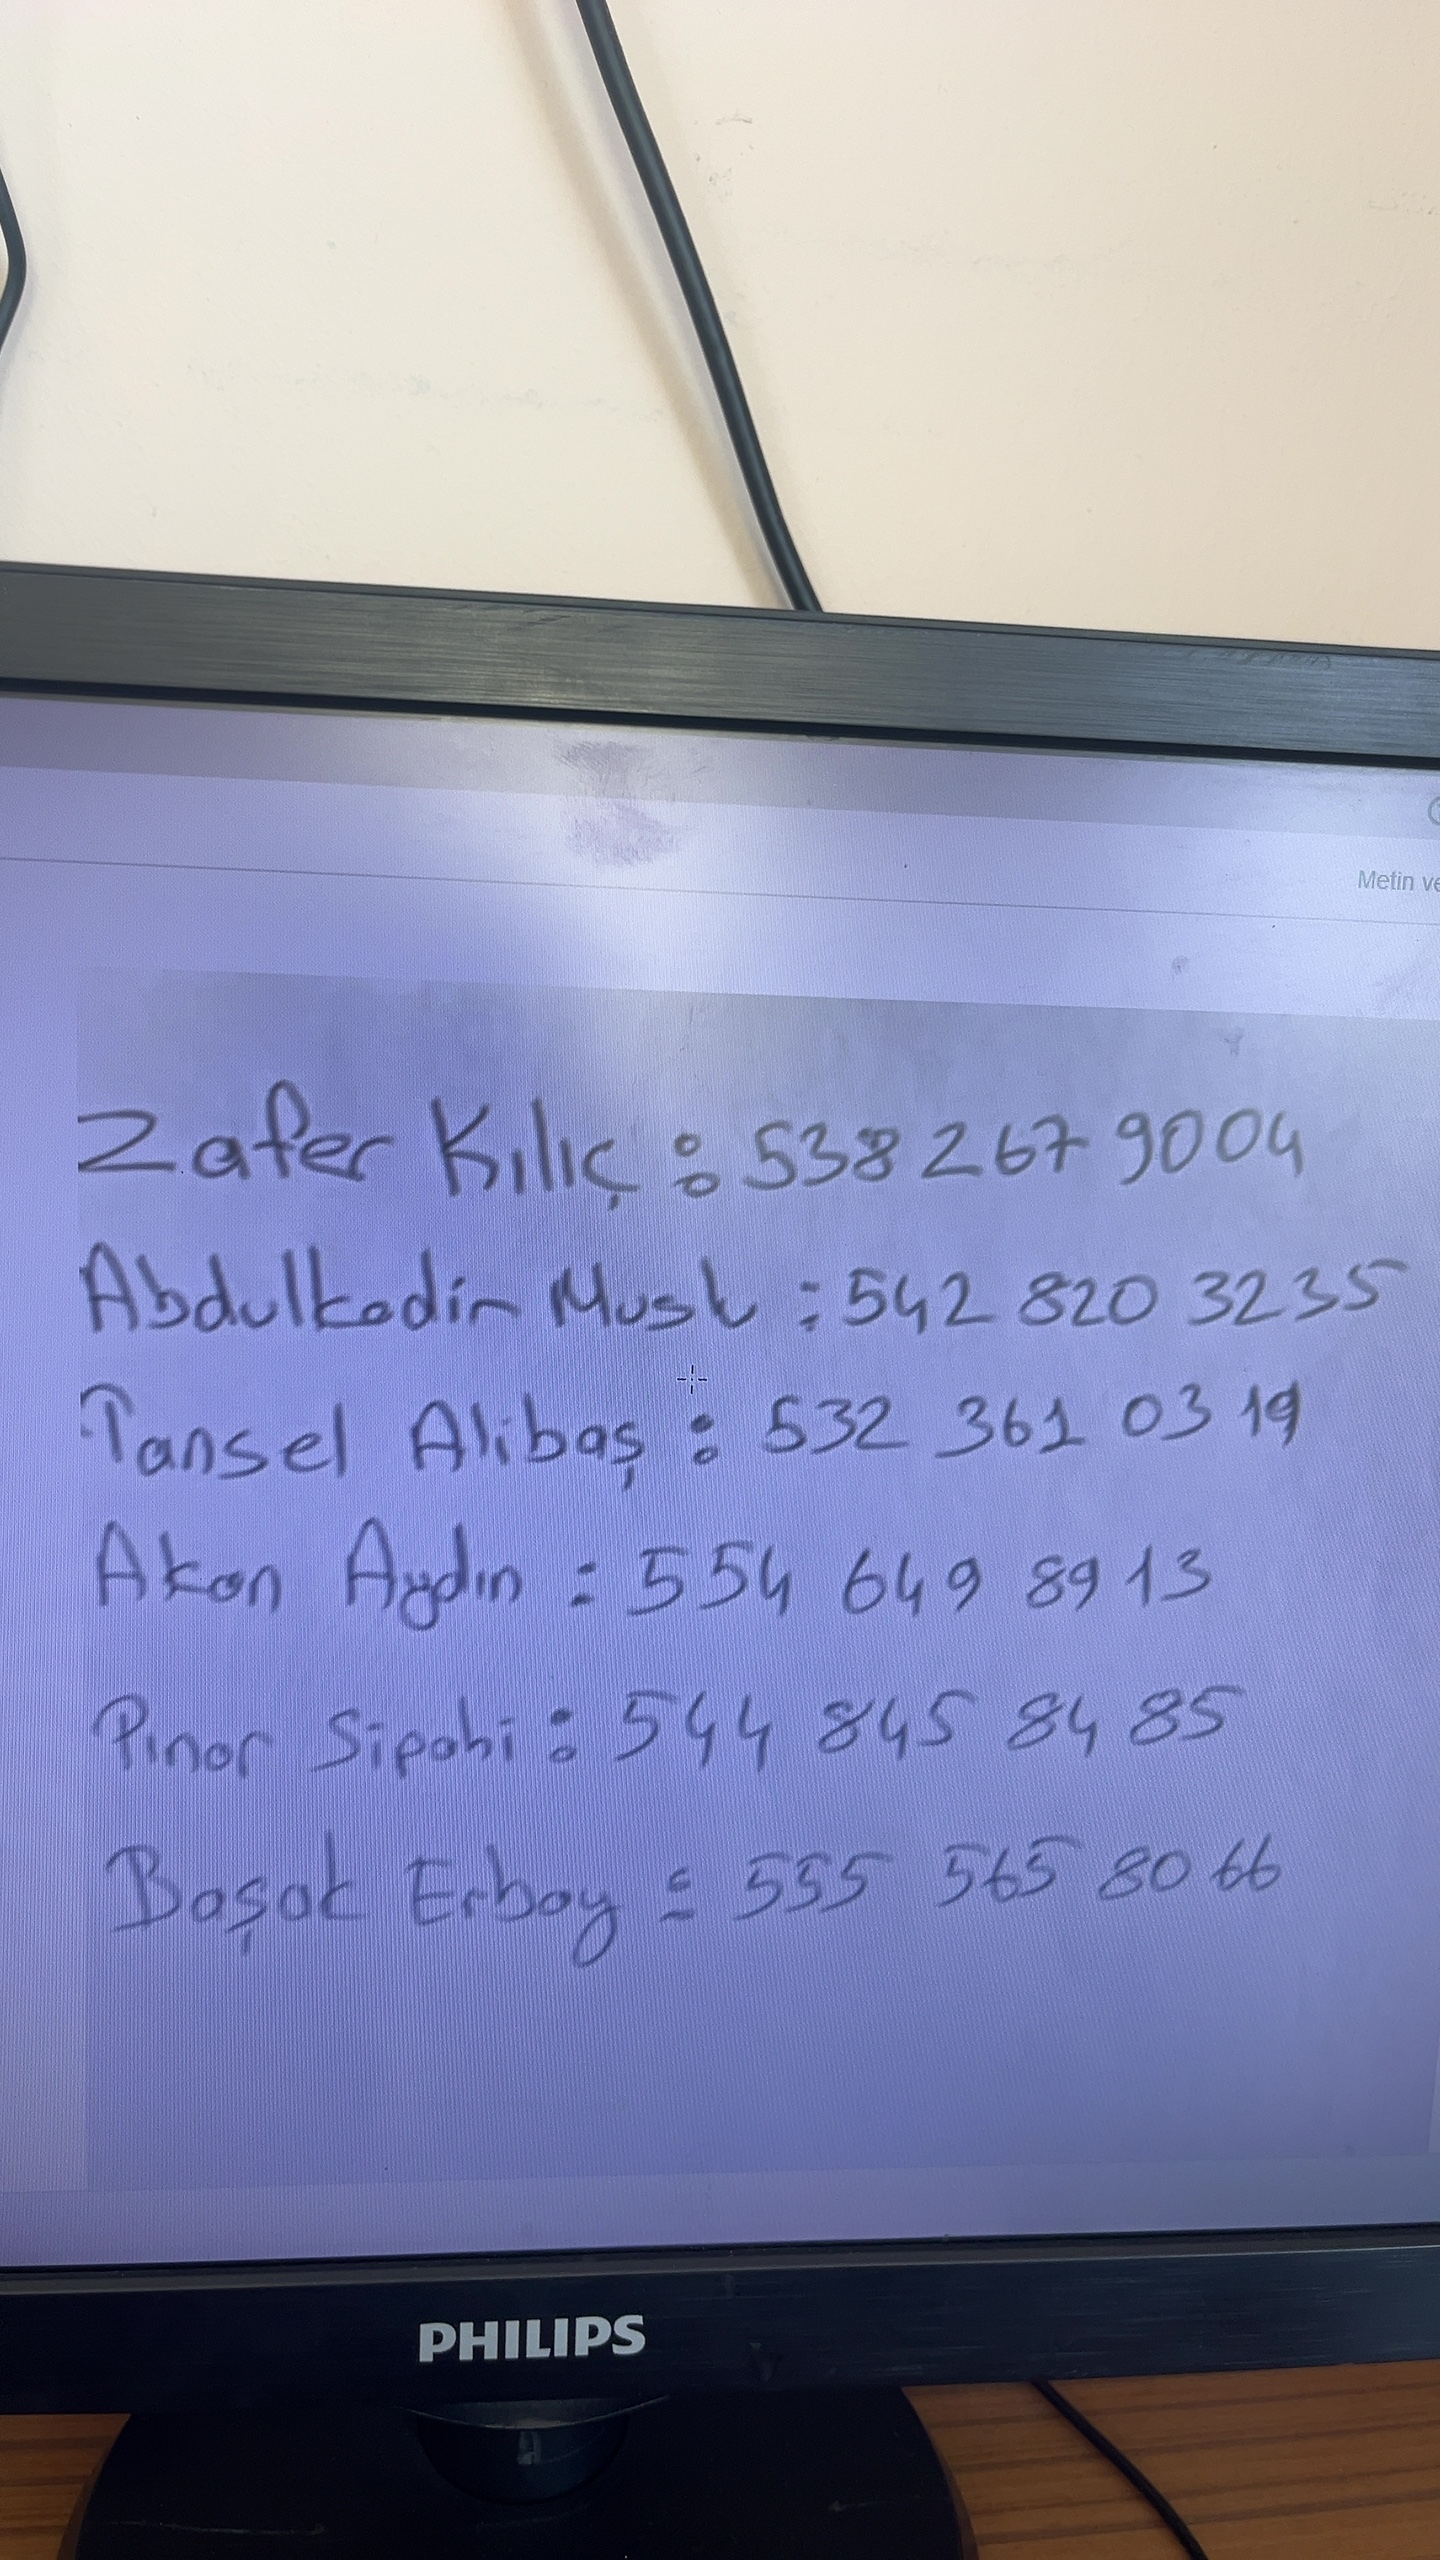 Metin ve
Zafer Kılıç : 538 267 9004
Abdulkadir : 542 820 3235
Tansel Alibaş : 532 361 03 19
Akan Aydın : 554 649 89 13
Pınar Sipahi : 544 845 84 85
Başak Erbay : 555 565 80 66
PHILIPS